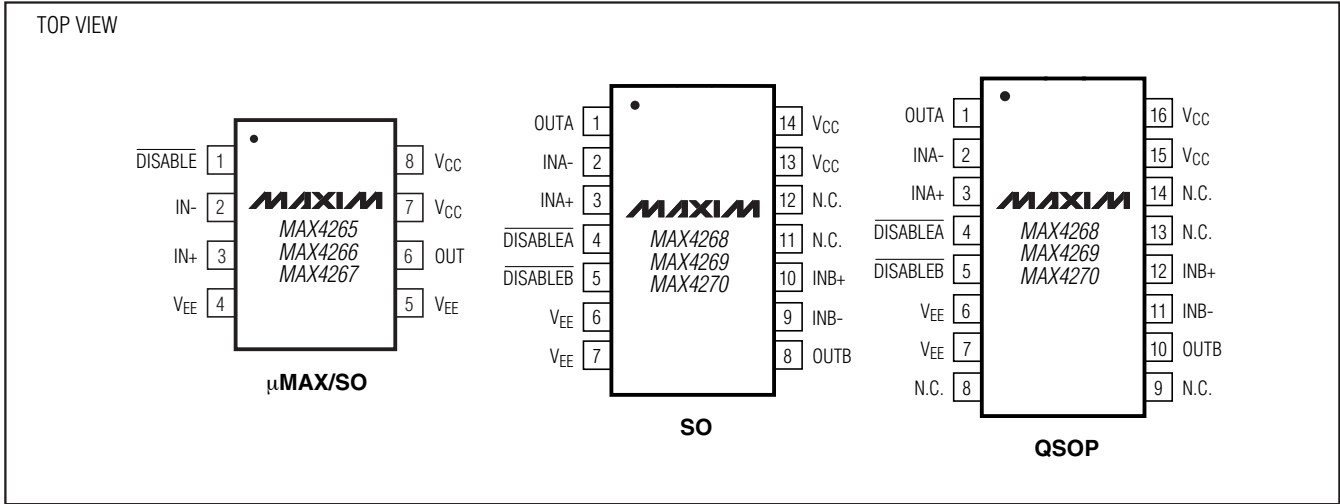 TOP VIEW
DISABLE 1
IN- 2
IN+ 3
VEE 4
8 VCC
7 VCC
6 OUT
5 VEE
MAXIM
MAX4265
MAX4266
MAX4267
µMAX/SO
OUTA 1
INA- 2
INA+ 3
DISABLEA 4
DISABLEB 5
VEE 6
VEE 7
14 VCC
13 VCC
12 N.C.
11 N.C.
10 INB+
9 INB-
8 OUTB
MAXIM
MAX4268
MAX4269
MAX4270
SO
OUTA 1
INA- 2
INA+ 3
DISABLEA 4
DISABLEB 5
VEE 6
VEE 7
N.C. 8
16 VCC
15 VCC
14 N.C.
13 N.C.
12 INB+
11 INB-
10 OUTB
9 N.C.
MAXIM
MAX4268
MAX4269
MAX4270
QSOP